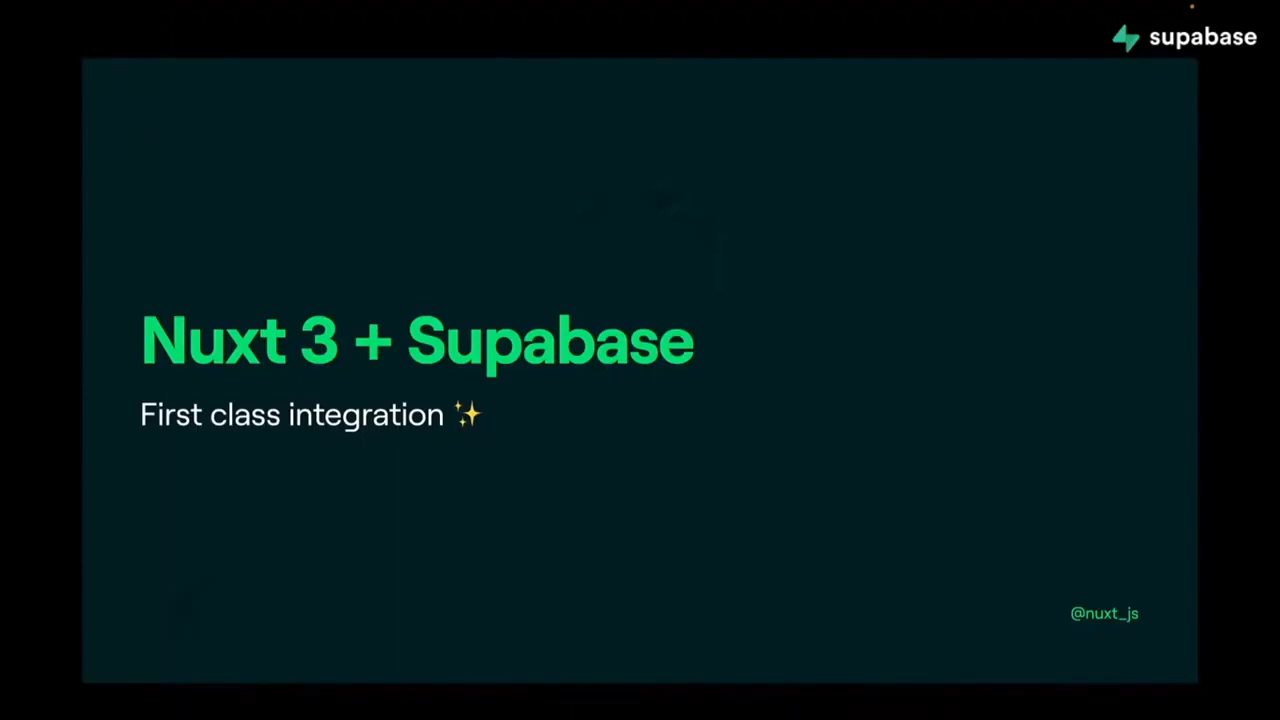 supabase
Nuxt 3 + Supabase
First class integration ✨
@nuxt_js